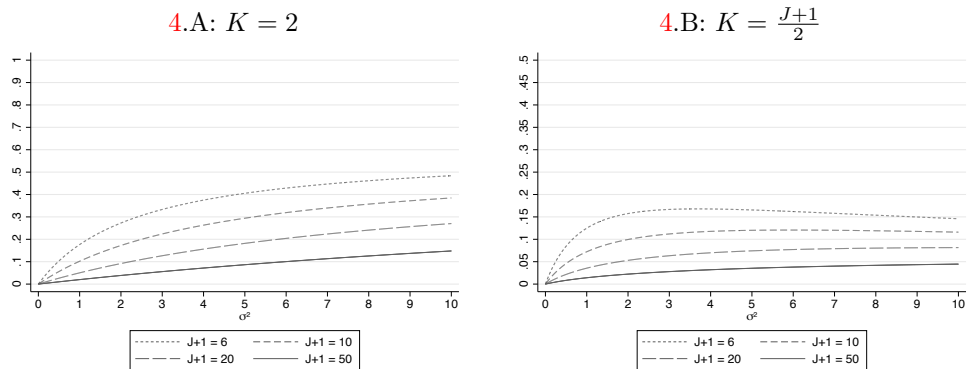 4.A: K = 2
1
.9
.8
.7
.6
.5
.4
.3
.2
.1
0
0 1 2 3 4 5 6 7 8 9 10
σ²
J+1 = 6 J+1 = 10
J+1 = 20 J+1 = 50
4.B: K = \frac{J+1}{2}
.5
.45
.4
.35
.3
.25
.2
.15
.1
.05
0
0 1 2 3 4 5 6 7 8 9 10
σ²
J+1 = 6 J+1 = 10
J+1 = 20 J+1 = 50